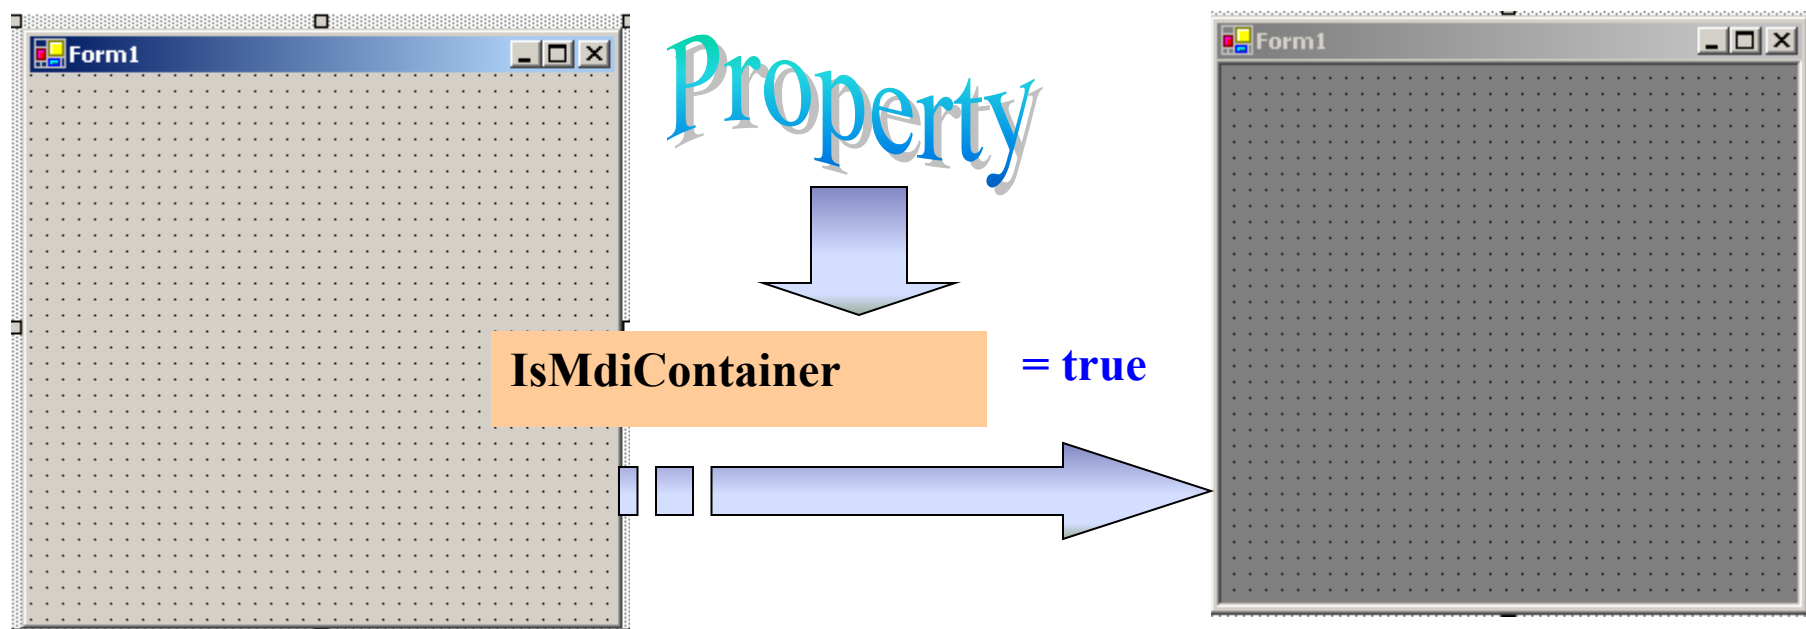 Form1
Property
IsMdiContainer
= true
Form1